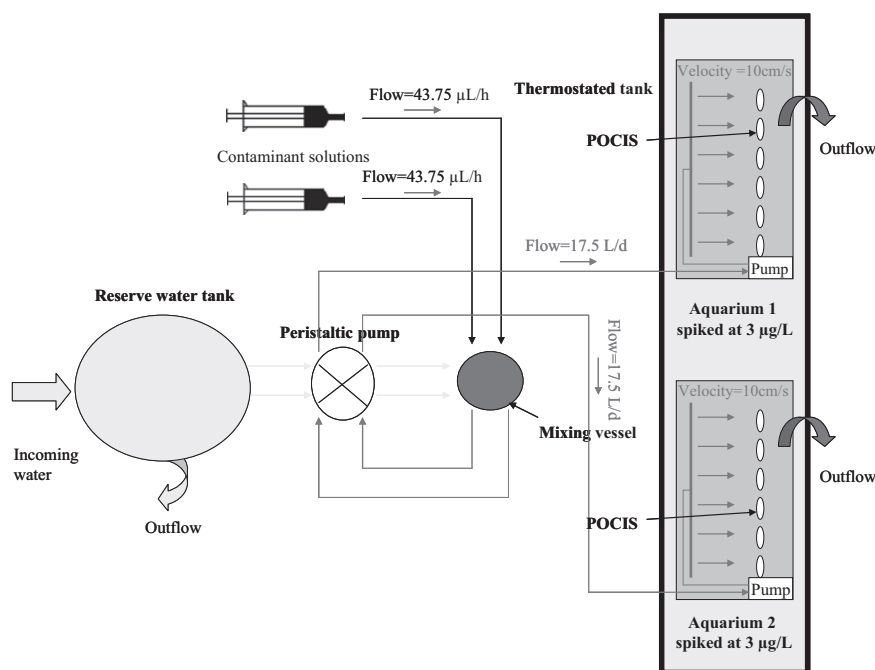 Flow=43.75 µL/h
Contaminant solutions
Flow=43.75 µL/h
Thermostated tank
Velocity =10cm/s
POCIS
Outflow
Flow=17.5 L/d
Pump
Aquarium 1
spiked at 3 µg/L
Reserve water tank
Peristaltic pump
Flow=17.5 L/d
Mixing vessel
Incoming
water
Outflow
Velocity=10cm/s
Outflow
POCIS
Pump
Aquarium 2
spiked at 3 µg/L